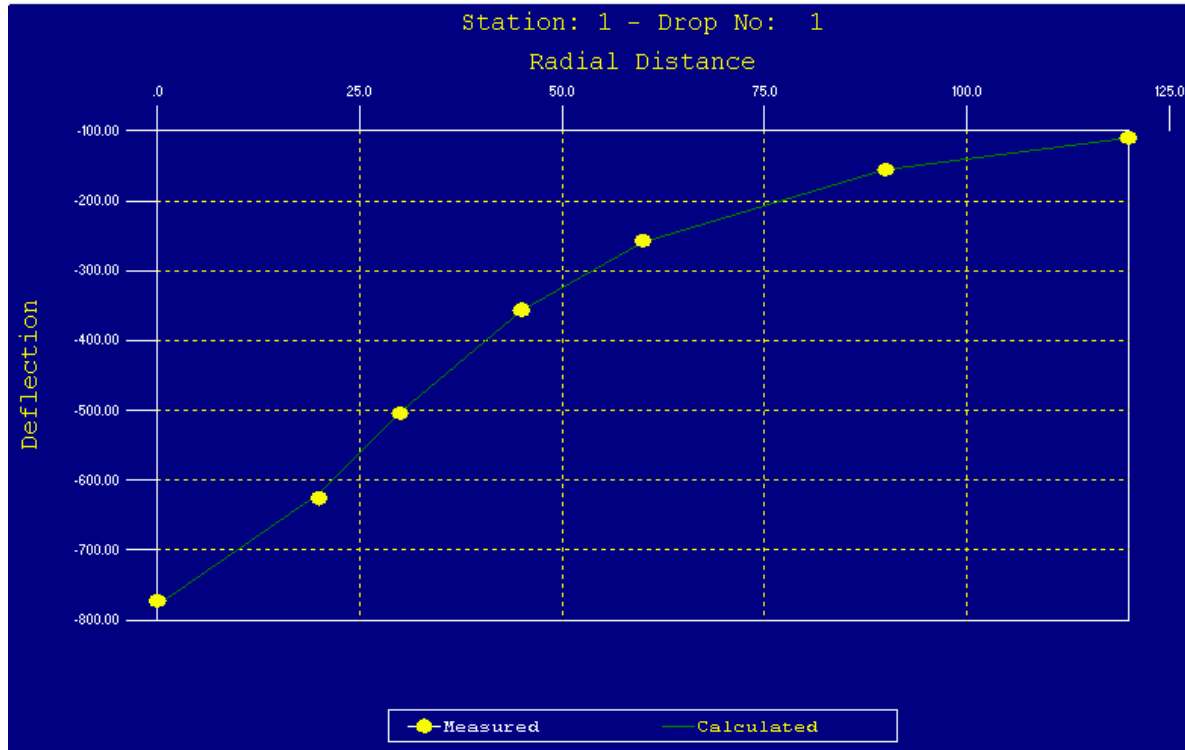 Station: 1 - Drop No: 1
Radial Distance
.0 25.0 50.0 75.0 100.0 125.0
-100.00
-200.00
-300.00
-400.00
-500.00
-600.00
-700.00
-800.00
Deflection
Measured Calculated